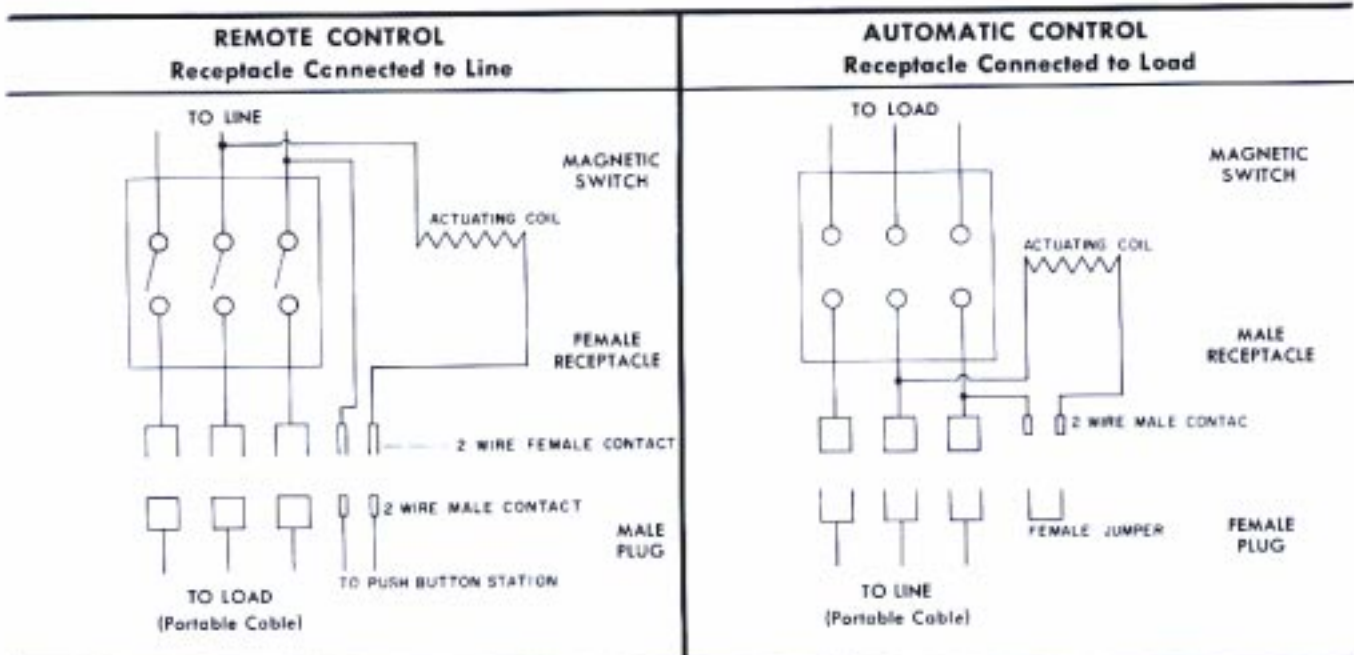 REMOTE CONTROL
Receptacle Connected to Line
TO LINE
MAGNETIC
SWITCH
ACTUATING COIL
FEMALE
RECEPTACLE
2 WIRE FEMALE CONTACT
2 WIRE MALE CONTACT
MALE
PLUG
TO PUSH BUTTON STATION
TO LOAD
(Portable Cable)
AUTOMATIC CONTROL
Receptacle Connected to Load
TO LOAD
MAGNETIC
SWITCH
ACTUATING COIL
MALE
RECEPTACLE
2 WIRE MALE CONTAC
FEMALE JUMPER
FEMALE
PLUG
TO LINE
(Portable Cable)